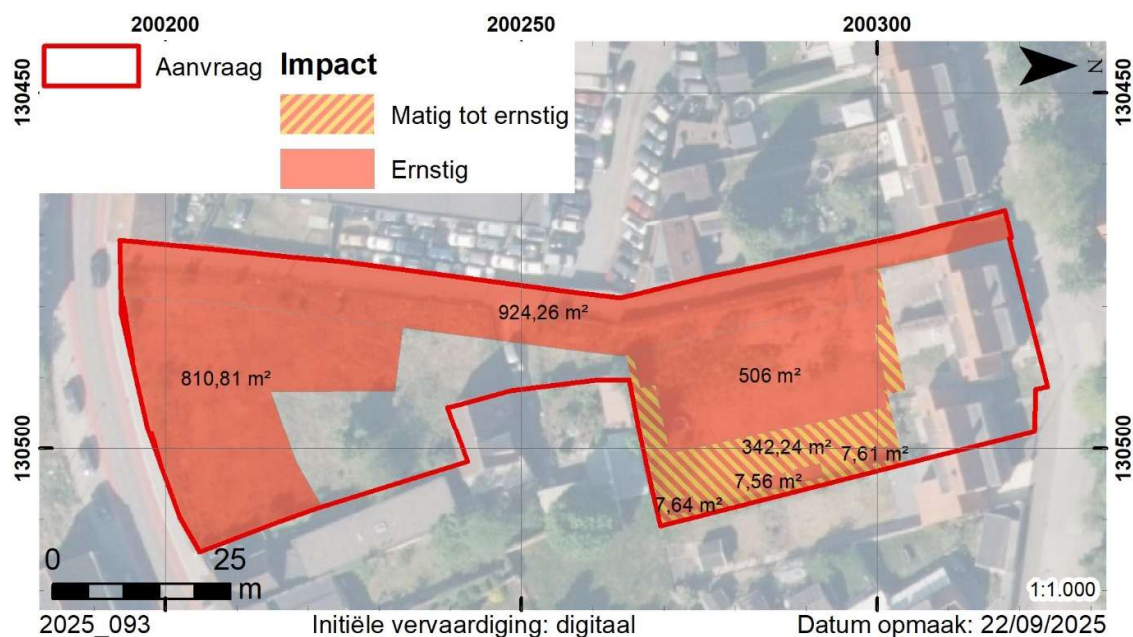 200200 200250 200300
Aanvraag
Impact
Matig tot ernstig
Ernstig
N
130450 130450
924,26 m²
810,81 m²
506 m²
342,24 m²
7,61 m²
7,56 m²
7,64 m²
130500 130500
0 25
m
1:1.000
2025_093 Initiële vervaardiging: digitaal Datum opmaak: 22/09/2025